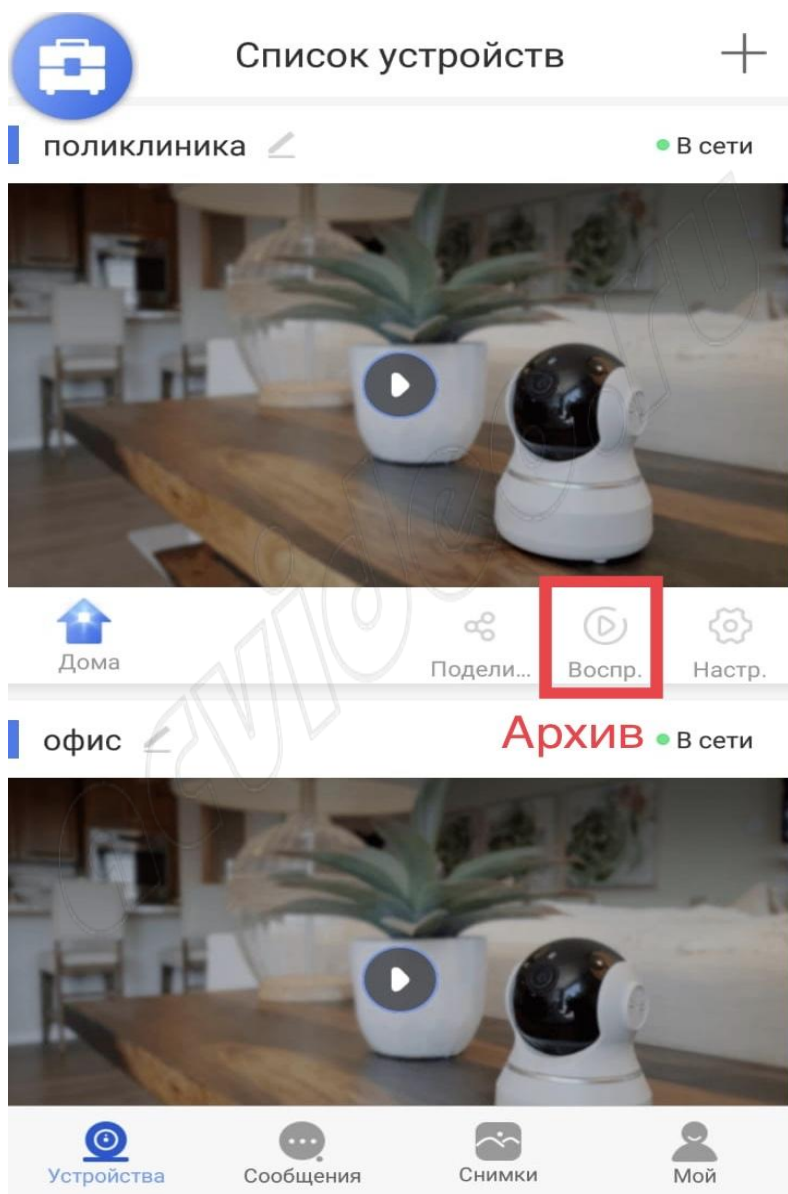 Список устройств
поликлиника
В сети
Дома
Подели...
Воспр.
Настр.
Архив
офис
В сети
Устройства
Сообщения
Снимки
Мой